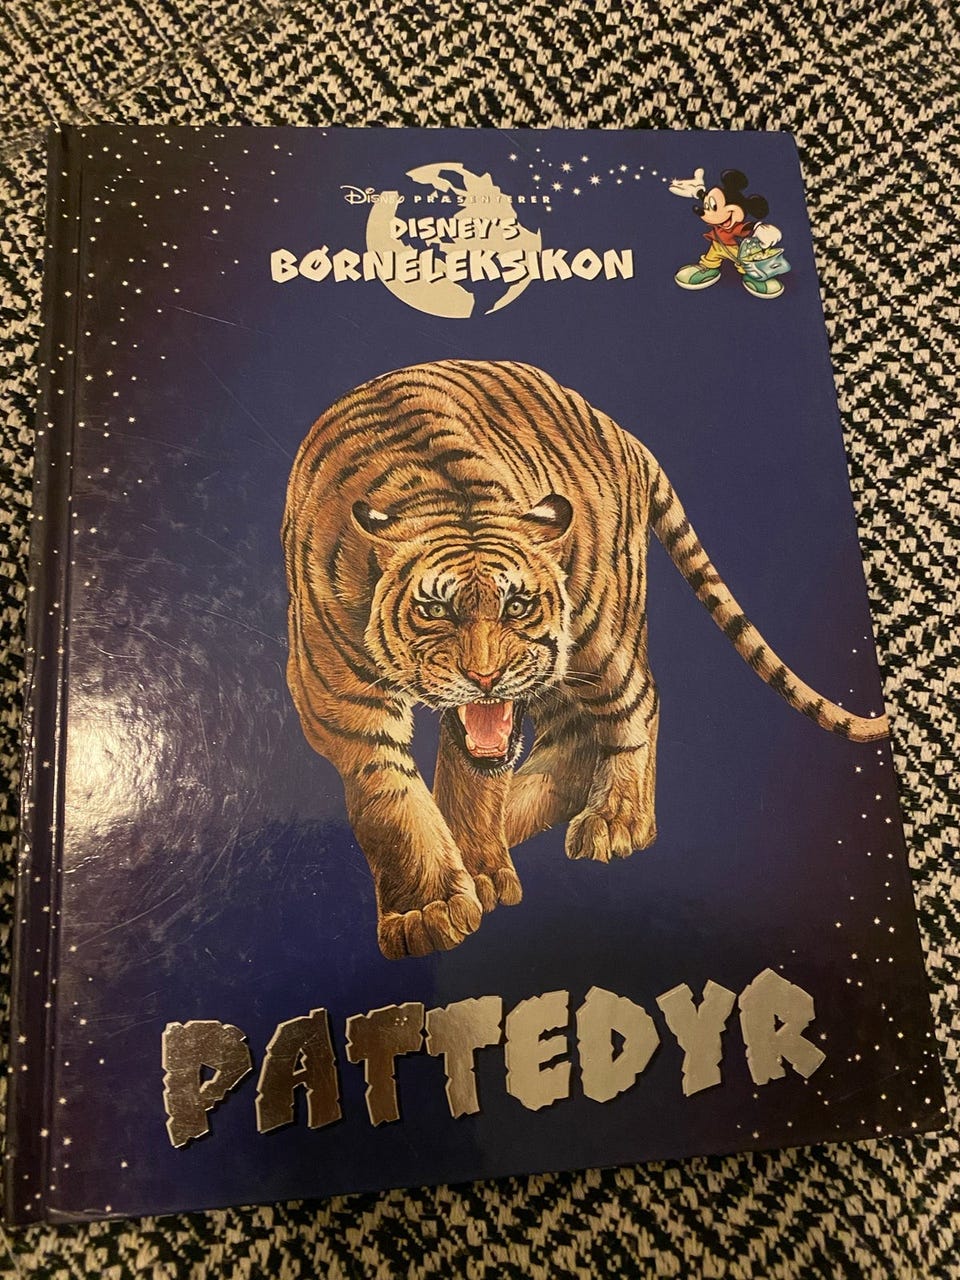 DISNEY PRÆSENTERER
DISNEY'S
BØRNELEKSIKON
PATTEDYR